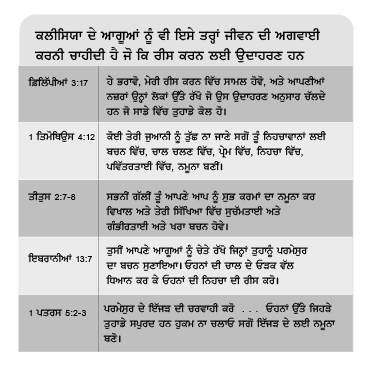 ਕਲੀਸਿਯਾ ਦੇ ਆਗੂਆਂ ਨੂੰ ਵੀ ਇਸੇ ਤਰ੍ਹਾਂ ਜੀਵਨ ਦੀ ਅਗਵਾਈ
ਕਰਨੀ ਚਾਹੀਦੀ ਹੈ ਜੋ ਕਿ ਰੀਸ ਕਰਨ ਲਈ ਉਦਾਹਰਣ ਹਨ
ਫ਼ਿਲਿੱਪੀਆਂ 3:17
ਹੇ ਭਰਾਵੋ, ਮੇਰੀ ਰੀਸ ਕਰਨ ਵਿੱਚ ਸਾਮਲ ਹੋਵੋ, ਅਤੇ ਆਪਣੀਆਂ
ਨਜ਼ਰਾਂ ਉਨ੍ਹਾਂ ਲੋਕਾਂ ਉੱਤੇ ਰੱਖੋ ਜੋ ਉਸ ਉਦਾਹਰਣ ਅਨੁਸਾਰ ਚੱਲਦੇ
ਹਨ ਜੋ ਸਾਡੇ ਵਿੱਚ ਤੁਹਾਡੇ ਕੋਲ ਹੋ।
1 ਤਿਮੋਥਿਉਸ 4:12
ਕੋਈ ਤੇਰੀ ਜੁਆਨੀ ਨੂੰ ਤੁੱਛ ਨਾ ਜਾਣੇ ਸਗੋਂ ਤੂੰ ਨਿਹਚਾਵਾਨਾਂ ਲਈ
ਬਚਨ ਵਿੱਚ, ਚਾਲ ਚਲਣ ਵਿੱਚ, ਪ੍ਰੇਮ ਵਿੱਚ, ਨਿਹਚਾ ਵਿੱਚ,
ਪਵਿੱਤਰਤਾਈ ਵਿੱਚ, ਨਮੂਨਾ ਬਣੀਂ।
ਤੀਤੁਸ 2:7-8
ਸਭਨੀਂ ਗੱਲੀਂ ਤੂੰ ਆਪਣੇ ਆਪ ਨੂੰ ਸੁਭ ਕਰਮਾਂ ਦਾ ਨਮੂਨਾ ਕਰ
ਵਿਖਾਲ ਅਤੇ ਤੇਰੀ ਸਿੱਖਿਆ ਵਿੱਚ ਸੁਚੱਮਤਾਈ ਅਤੇ
ਗੰਭੀਰਤਾਈ ਅਤੇ ਖਰਾ ਬਚਨ ਹੋਵੇ।
ਇਬਰਾਨੀਆਂ 13:7
ਤੁਸੀਂ ਆਪਣੇ ਆਗੂਆਂ ਨੂੰ ਚੇਤੇ ਰੱਖੋ ਜਿਨ੍ਹਾਂ ਤੁਹਾਨੂੰ ਪਰਮੇਸੁਰ
ਦਾ ਬਚਨ ਸੁਣਾਇਆ। ਓਹਨਾਂ ਦੀ ਚਾਲ ਦੇ ਓੜਕ ਵੱਲ
ਧਿਆਨ ਕਰ ਕੇ ਓਹਨਾਂ ਦੀ ਨਿਹਚਾ ਦੀ ਰੀਸ ਕਰੋ।
1 ਪਤਰਸ 5:2-3
ਪਰਮੇਸੁਰ ਦੇ ਇੱਜੜ ਦੀ ਚਰਵਾਹੀ ਕਰੋ . . . ਓਹਨਾਂ ਉੱਤੇ ਜਿਹੜੇ
ਤੁਹਾਡੇ ਸਪੁਰਦ ਹਨ ਹੁਕਮ ਨਾ ਚਲਾਓ ਸਗੋਂ ਇੱਜੜ ਦੇ ਲਈ ਨਮੂਨਾ
ਬਣੋ।